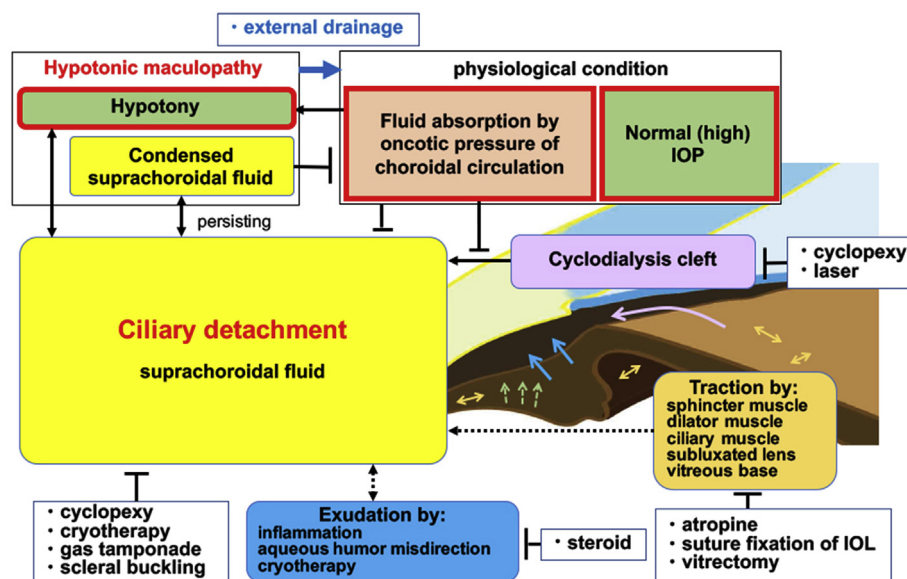 ・external drainage
Hypotonic maculopathy
physiological condition
Hypotony
Fluid absorption by
oncotic pressure of
choroidal circulation
Normal (high)
IOP
Condensed
suprachoroidal fluid
persisting
Cyclodialysis cleft
・cyclopexy
・laser
Ciliary detachment
suprachoroidal fluid
Traction by:
sphincter muscle
dilator muscle
ciliary muscle
subluxated lens
vitreous base
・cyclopexy
・cryotherapy
・gas tamponade
・scleral buckling
Exudation by:
inflammation
aqueous humor misdirection
cryotherapy
・steroid
・atropine
・suture fixation of IOL
・vitrectomy